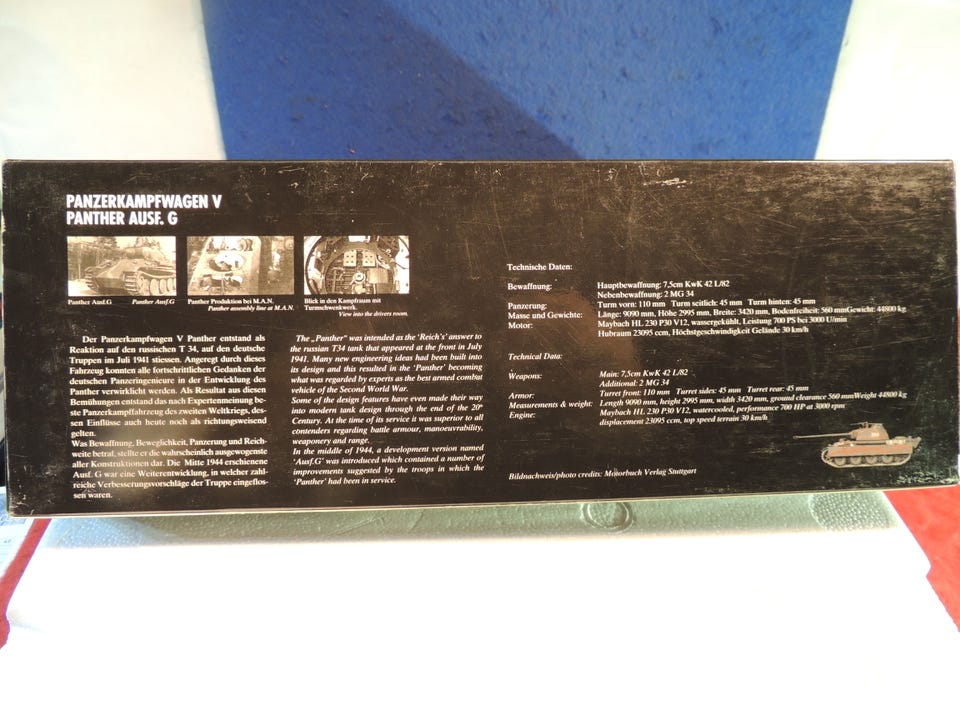 PANZERKAMPFWAGEN V
PANTHER AUSF. G
Panther Ausf.G
Panther Ausf.G
Panther Produktion bei M.A.N.
Panther assembly line at M.A.N.
Blick in den Kampfraum mit
Turmschwenkwerk.
View into the drivers room.
Der Panzerkampfwagen V Panther entstand als
Reaktion auf den russischen T 34, auf den deutsche
Truppen im Juli 1941 stiessen. Angeregt durch dieses
Fahrzeug konnten alle fortschrittlichen Gedanken der
deutschen Panzeringenieure in der Entwicklung des
Panther verwirklicht werden. Als Resultat aus diesen
Bemühungen entstand das nach Expertenmeinung be-
ste Panzerkampffahrzeug des zweiten Weltkriegs, des-
sen Einflüsse auch heute noch als richtungsweisend
gelten.
Was Bewaffnung, Beweglichkeit, Panzerung und Reich-
weite betraf, stellte er die wahrscheinlich ausgewogenste
aller Konstruktionen dar. Die Mitte 1944 erschienene
Ausf. G war eine Weiterentwicklung, in welcher zahl-
reiche Verbesserungsvorschläge der Truppe eingeflos-
sen waren.
The „Panther“ was intended as the ‘Reich’s’ answer to
the russian T34 tank that appeared at the front in July
1941. Many new engineering ideas had been built into
its design and this resulted in the ‘Panther’ becoming
what was regarded by experts as the best armed combat
vehicle of the Second World War.
Some of the design features have even made their way
into modern tank design through the end of the 20th
Century. At the time of its service it was superior to all
contenders regarding battle armour, manoeuvrability,
weaponery and range.
In the middle of 1944, a development version named
‘Ausf.G’ was introduced which contained a number of
improvements suggested by the troops in which the
‘Panther’ had been in service.
Technische Daten:
Bewaffnung: Hauptbewaffnung: 7,5cm KwK 42 L/82
Nebenbewaffnung: 2 MG 34
Panzerung: Turm vorn: 110 mm Turm seitlich: 45 mm Turm hinten: 45 mm
Masse und Gewichte: Länge: 9090 mm, Höhe 2995 mm, Breite: 3420 mm, Bodenfreiheit: 560 mmGewicht: 44800 kg
Motor: Maybach HL 230 P30 V12, wassergekühlt, Leistung 700 PS bei 3000 U/min
Hubraum 23095 ccm, Höchstgeschwindigkeit Gelände 30 km/h
Technical Data:
Weapons: Main: 7,5cm KwK 42 L/82
Additional: 2 MG 34
Armor: Turret front: 110 mm Turret sides: 45 mm Turret rear: 45 mm
Measurements & weight: Length 9090 mm, height 2995 mm, width 3420 mm, ground clearance 560 mmWeight 44800 kg
Engine: Maybach HL 230 P30 V12, watercooled, performance 700 HP at 3000 rpm
displacement 23095 ccm, top speed terrain 30 km/h
Bildnachweis/photo credits: Motorbuch Verlag Stuttgart